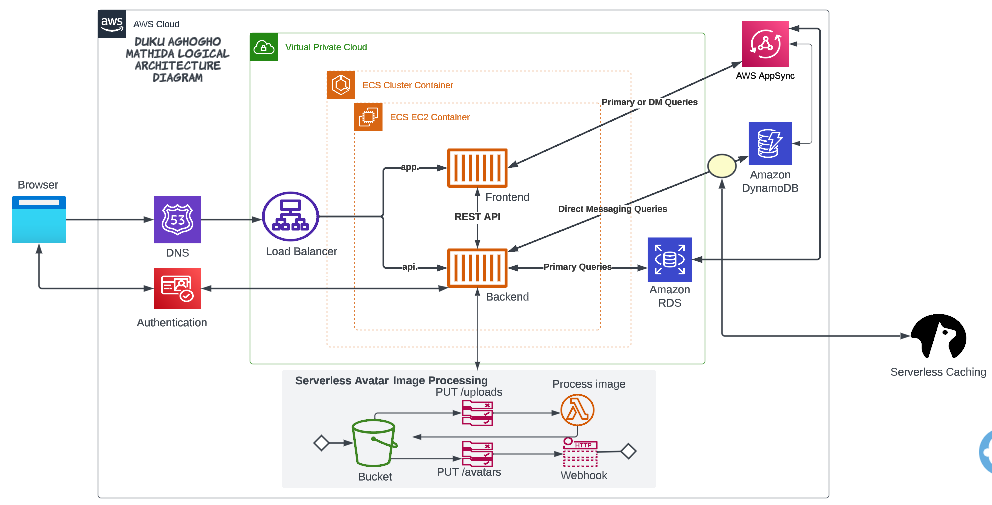 aws
AWS Cloud
DUKU AGHOGHO
MATHIDA LOGICAL
ARCHITECTURE
DIAGRAM
Virtual Private Cloud
ECS Cluster Container
ECS EC2 Container
AWS AppSync
Primary or DM Queries
Amazon
DynamoDB
app.
Frontend
Browser
53
DNS
Load Balancer
REST API
Direct Messaging Queries
api.
Backend
Primary Queries
Amazon
RDS
Authentication
Serverless Caching
Serverless Avatar Image Processing
PUT /uploads
Process image
Bucket
PUT /avatars
HTTP
Webhook